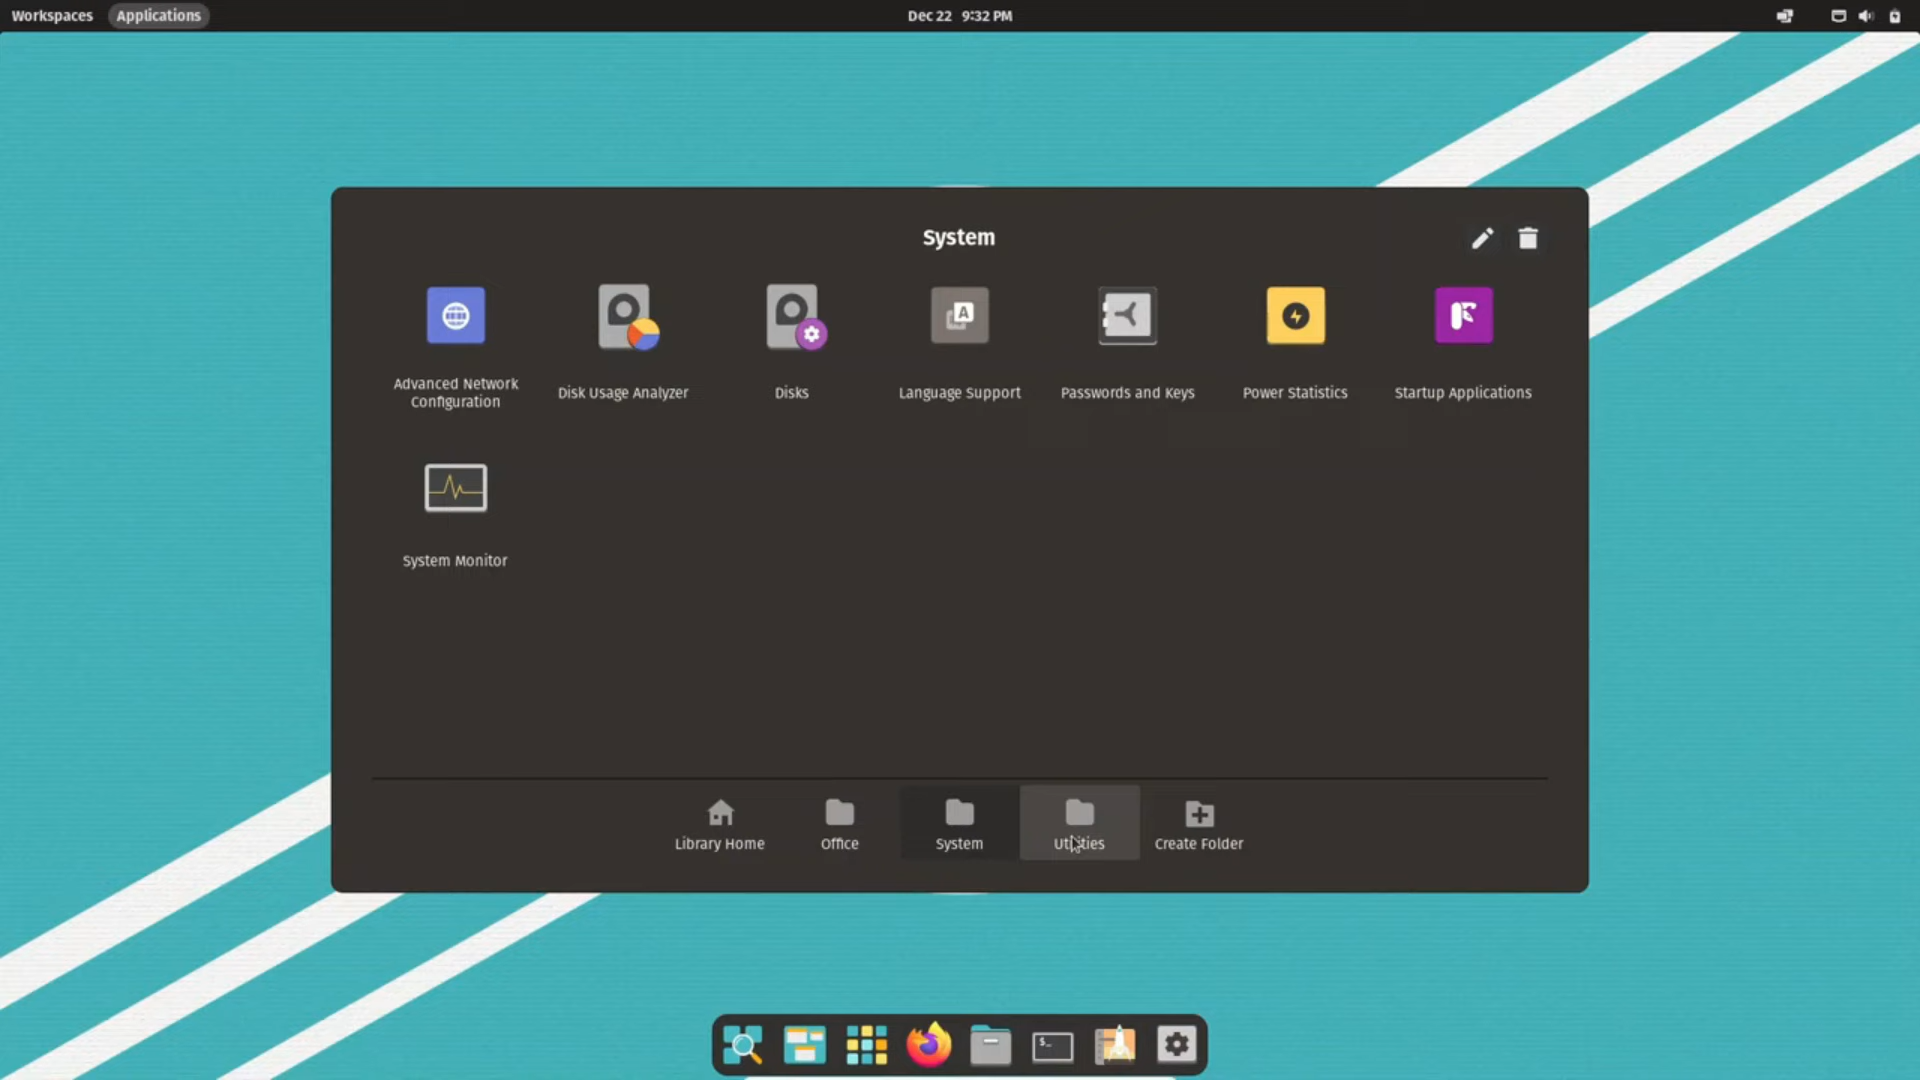 Workspaces Applications Dec 22 9:32 PM
System
Advanced Network
Configuration
Disk Usage Analyzer
Disks
Language Support
Passwords and Keys
Power Statistics
Startup Applications
System Monitor
Library Home
Office
System
Utilities
Create Folder